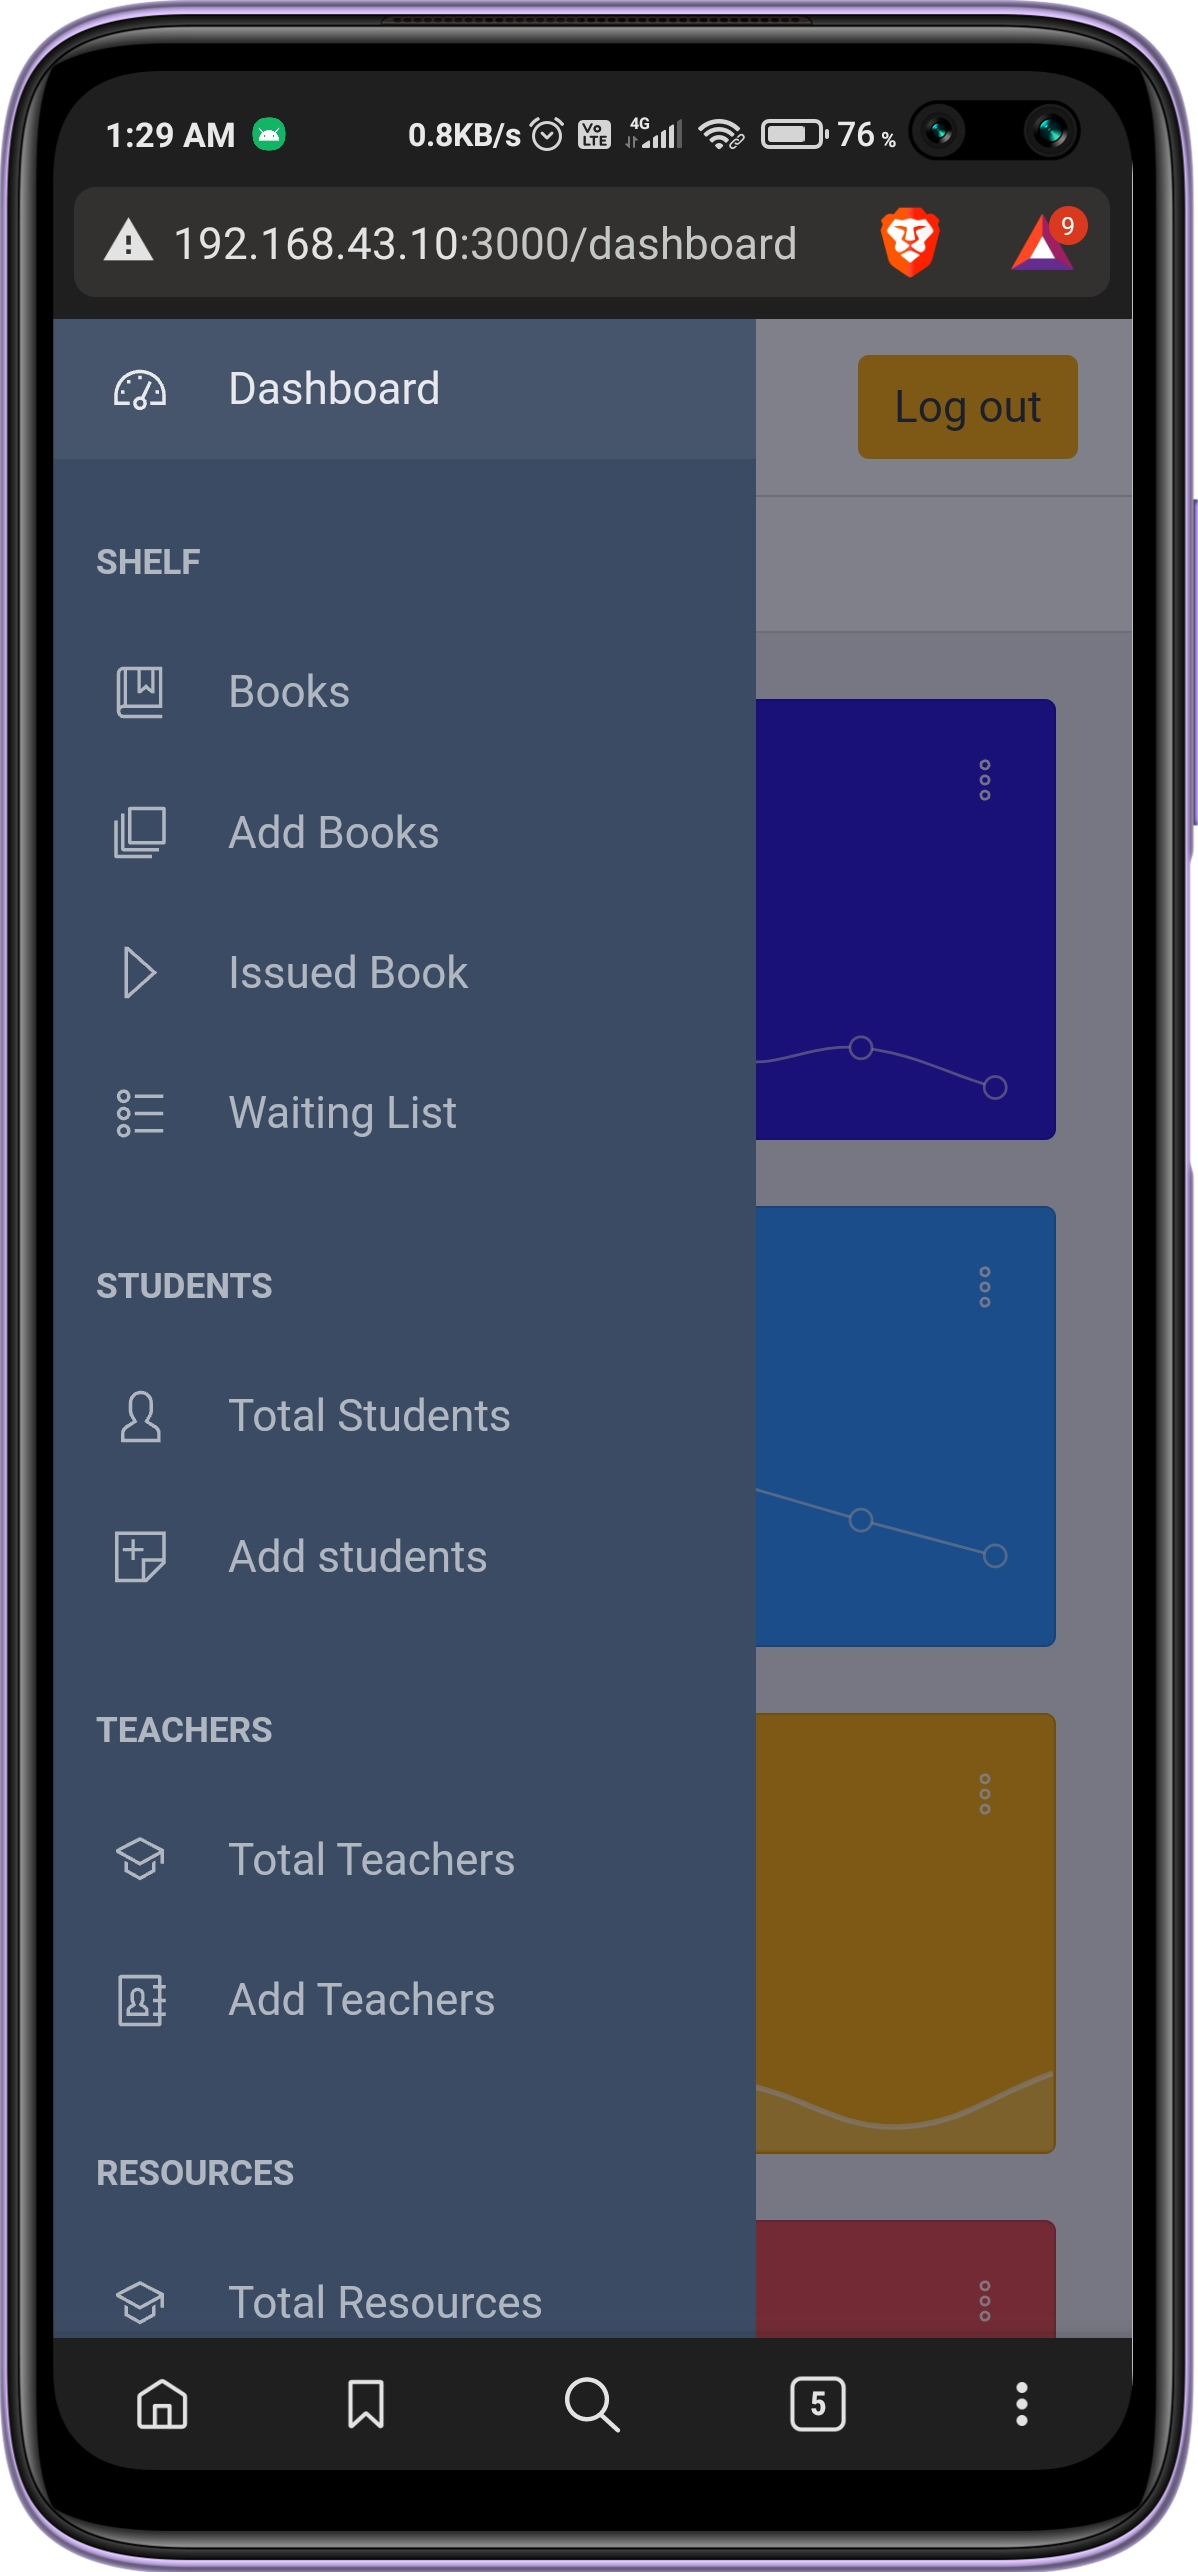 1:29 AM 0.8KB/s Vo LTE 4G 76 %
192.168.43.10:3000/dashboard 9
Dashboard
Log out
SHELF
Books
Add Books
Issued Book
Waiting List
STUDENTS
Total Students
Add students
TEACHERS
Total Teachers
Add Teachers
RESOURCES
Total Resources
5